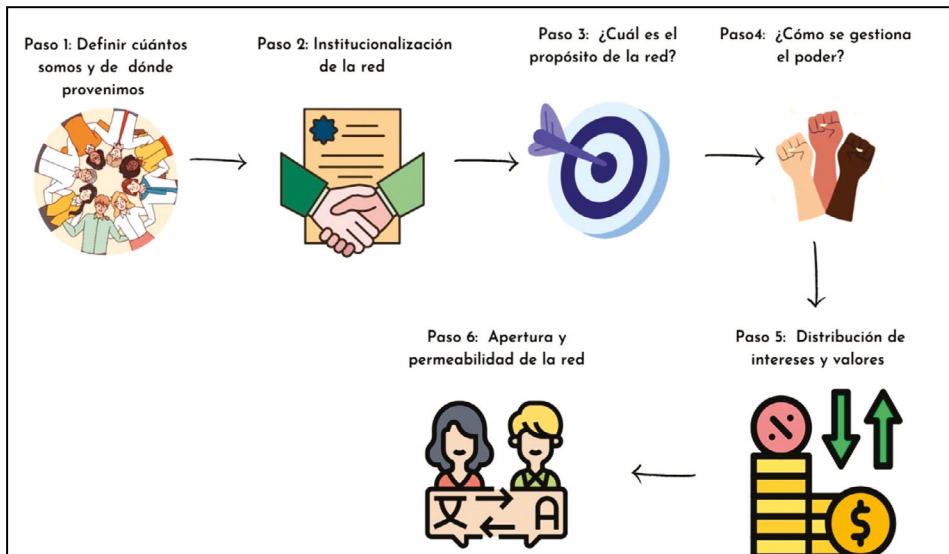 Paso 1: Definir cúantos
somos y de dónde
provenimos
Paso 2: Institucionalización
de la red
Paso 3: ¿Cuál es el
propósito de la red?
Paso4: ¿Cómo se gestiona
el poder?
Paso 5: Distribución de
intereses y valores
Paso 6: Apertura y
permeabilidad de la red
%
$
文
A